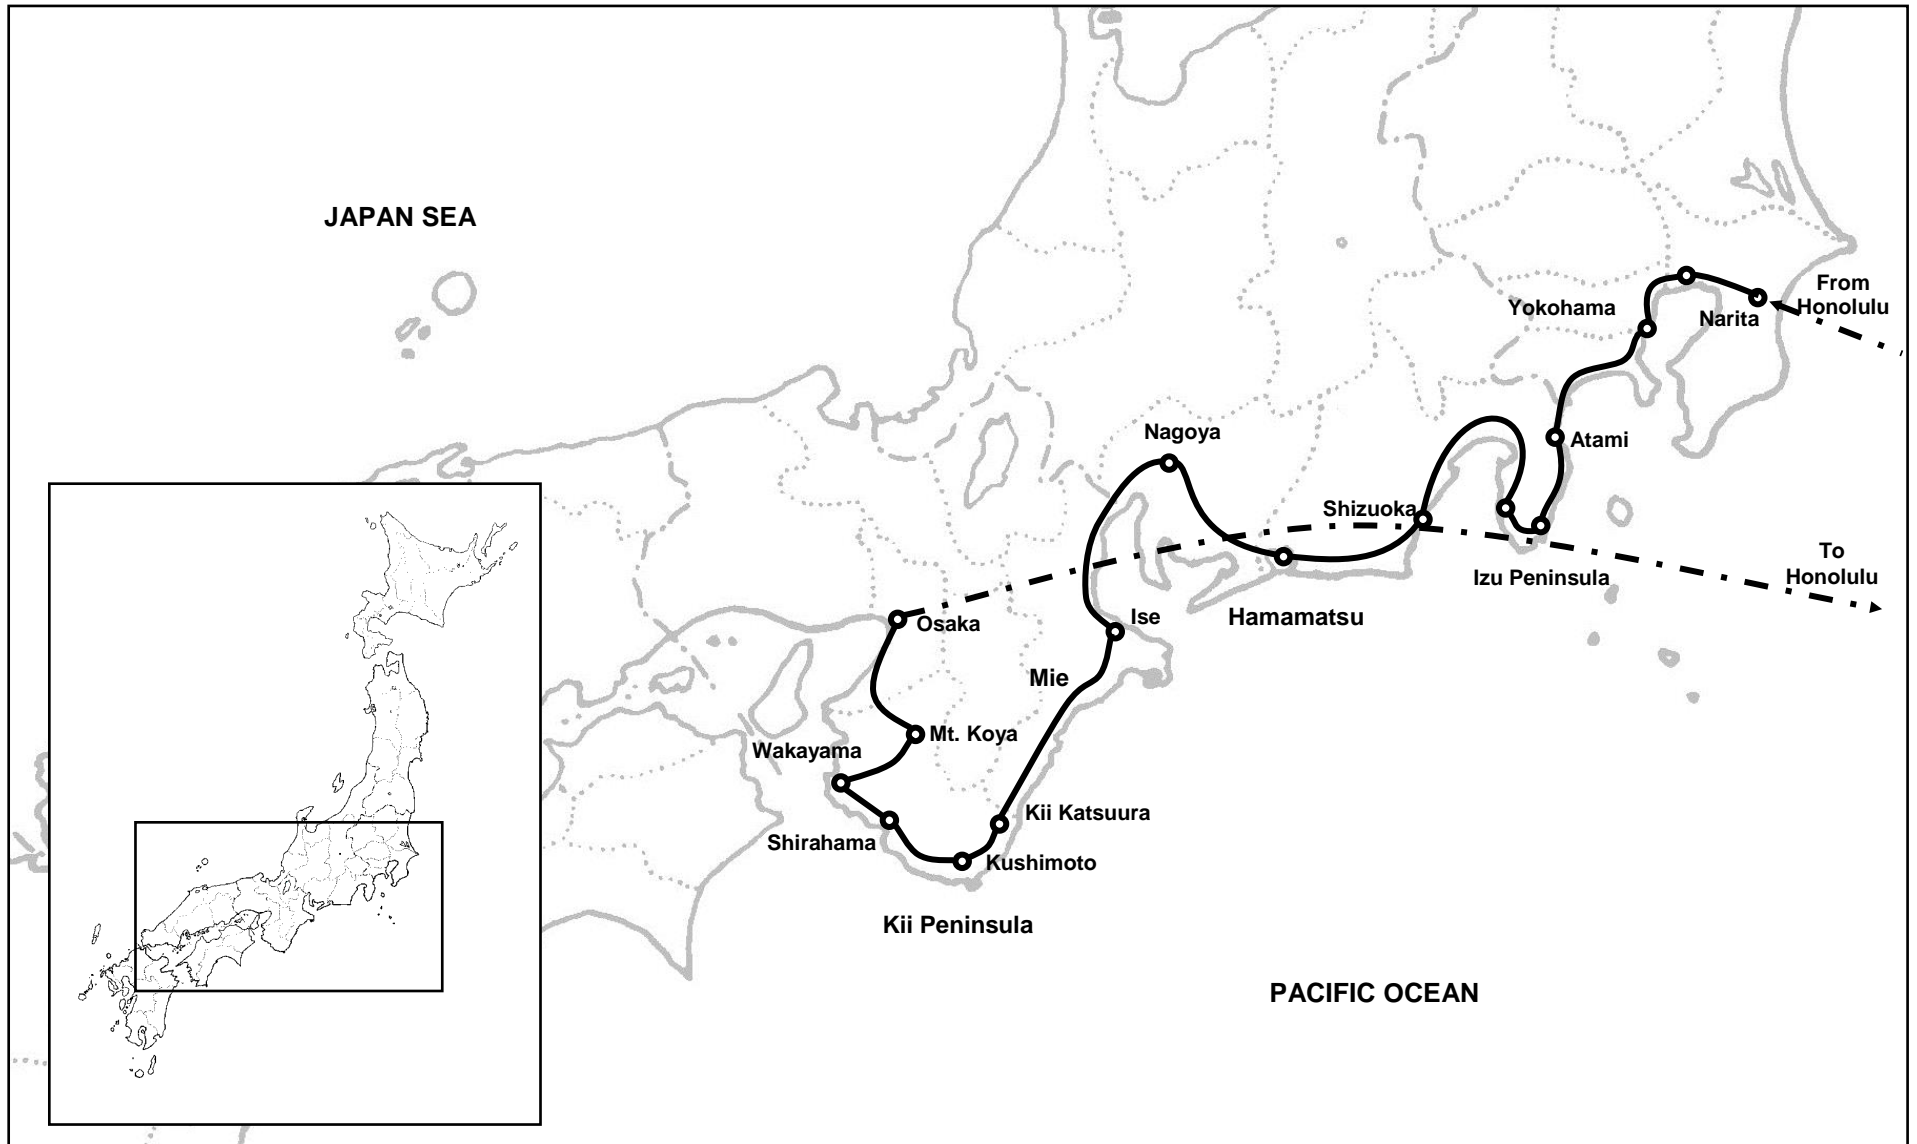 JAPAN SEA
From
Honolulu
Yokohama
Narita
Nagoya
Atami
Shizuoka
To
Honolulu
Izu Peninsula
Osaka
Ise
Hamamatsu
Mie
Mt. Koya
Wakayama
Kii Katsuura
Shirahama
Kushimoto
Kii Peninsula
PACIFIC OCEAN